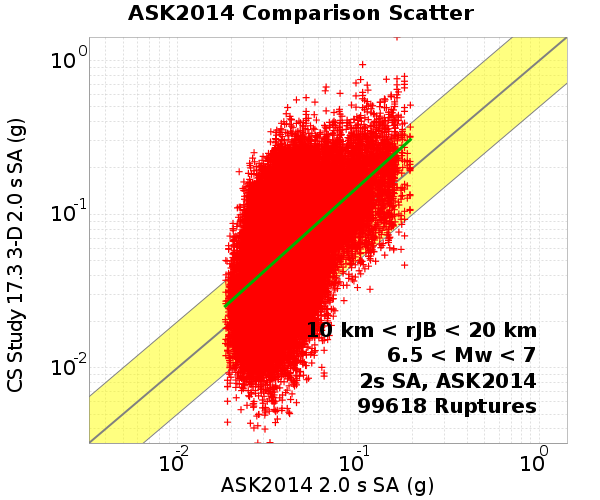 ASK2014 Comparison Scatter
CS Study 17.3 3-D 2.0 s SA (g)
10⁰
10⁻¹
10⁻²
10 km < rJB < 20 km
6.5 < Mw < 7
2s SA, ASK2014
99618 Ruptures
10⁻² 10⁻¹ 10⁰
ASK2014 2.0 s SA (g)